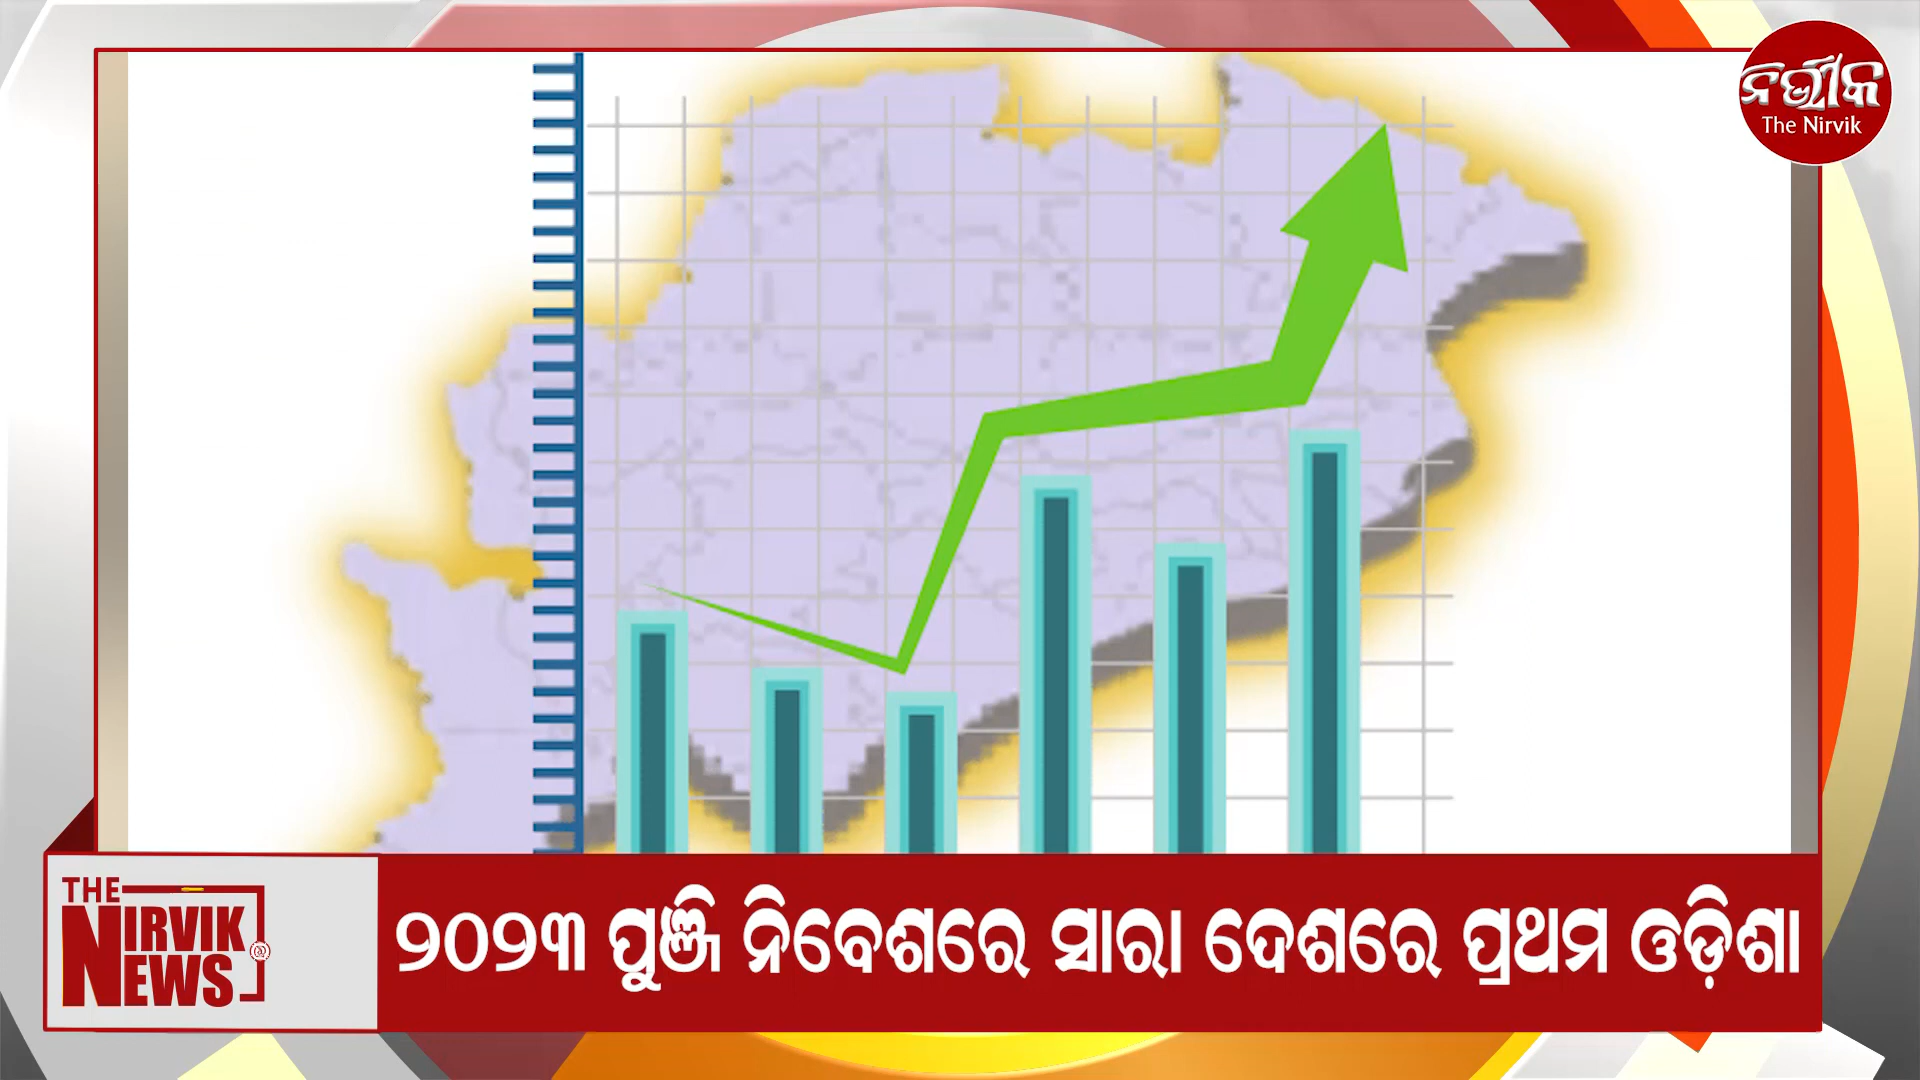 ନିର୍ଭୀକ
The Nirvik
THE
NIRVIK
NEWS
୨୦୨୩ ପୁଞ୍ଜି ନିବେଶରେ ସାରା ଦେଶରେ ପ୍ରଥମ ଓଡ଼ିଶା